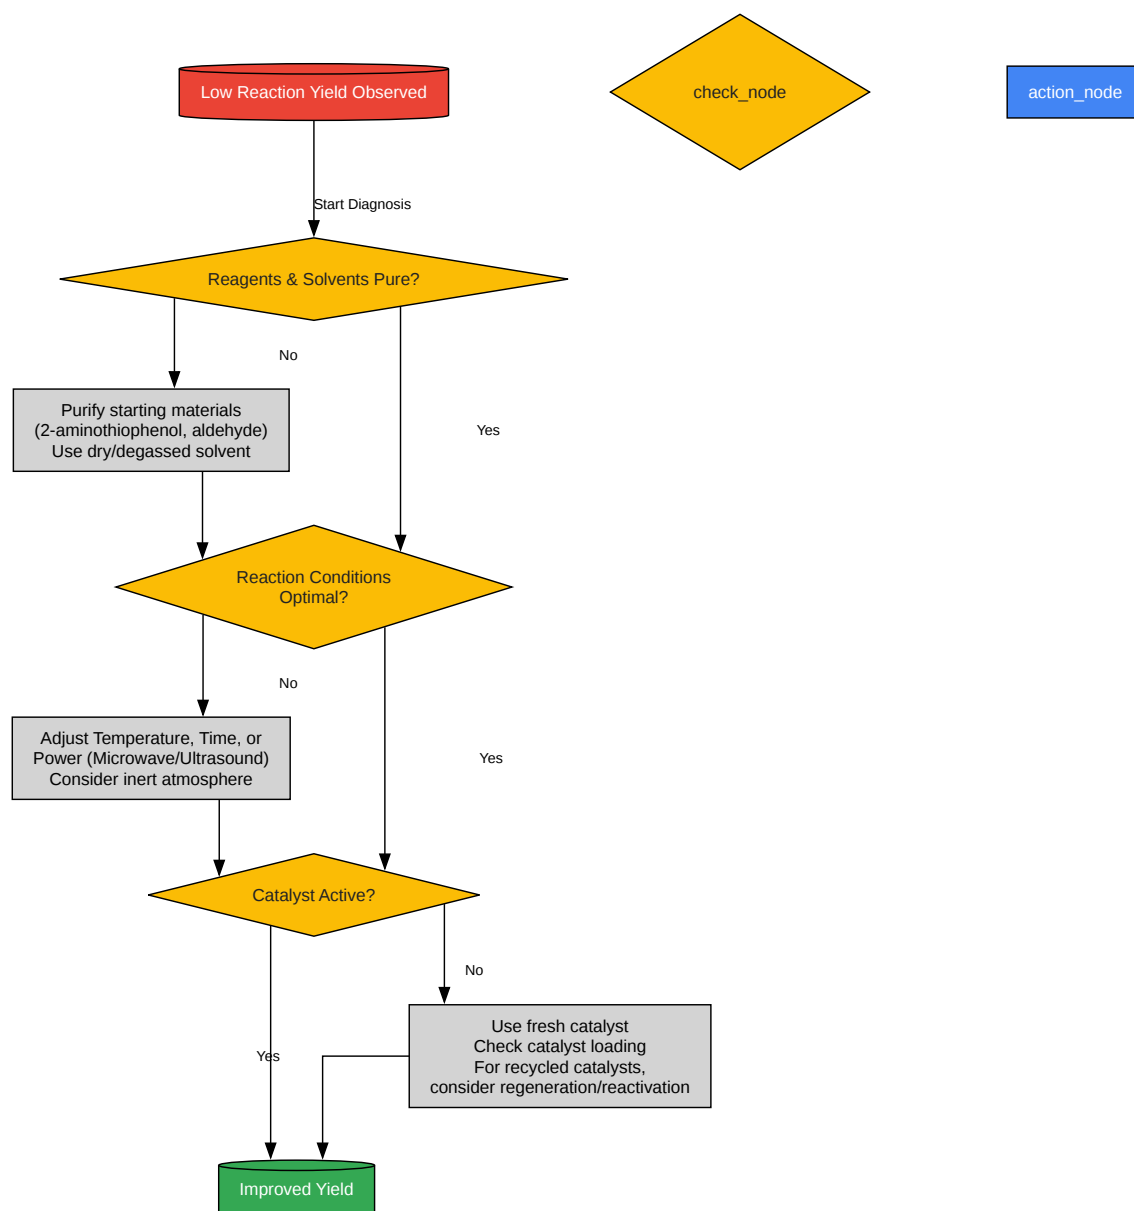 Low Reaction Yield Observed
check_node
action_node
Start Diagnosis
Reagents & Solvents Pure?
No
Purify starting materials
(2-aminothiophenol, aldehyde)
Use dry/degassed solvent
Yes
Reaction Conditions
Optimal?
No
Adjust Temperature, Time, or
Power (Microwave/Ultrasound)
Consider inert atmosphere
Yes
Catalyst Active?
No
Use fresh catalyst
Check catalyst loading
For recycled catalysts,
consider regeneration/reactivation
Yes
Improved Yield